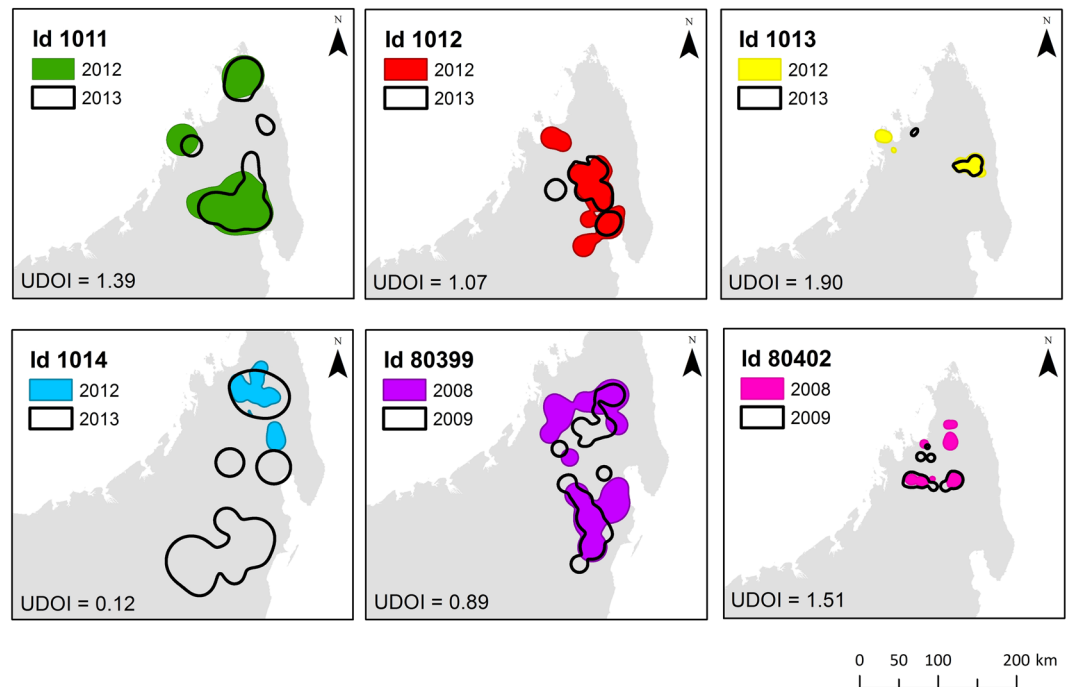 N
Id 1011
2012
2013
UDOI = 1.39
N
Id 1012
2012
2013
UDOI = 1.07
N
Id 1013
2012
2013
UDOI = 1.90
N
Id 1014
2012
2013
UDOI = 0.12
N
Id 80399
2008
2009
UDOI = 0.89
N
Id 80402
2008
2009
UDOI = 1.51
0 50 100 200 km